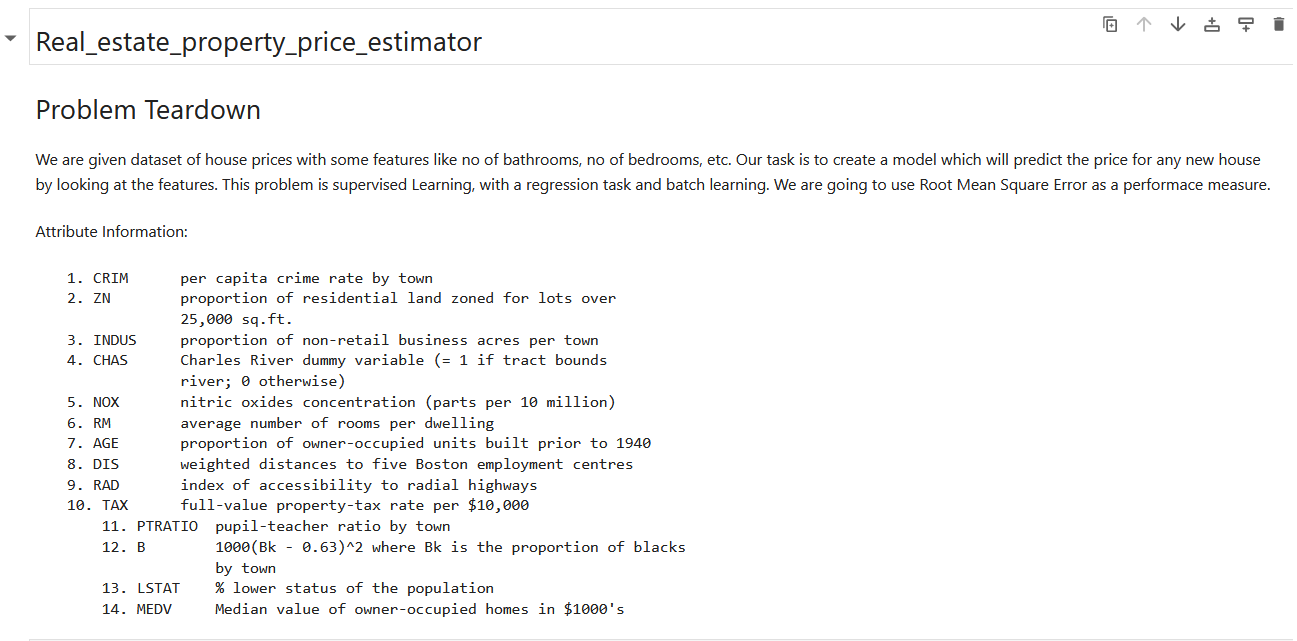 Real_estate_property_price_estimator
Problem Teardown
We are given dataset of house prices with some features like no of bathrooms, no of bedrooms, etc. Our task is to create a model which will predict the price for any new house
by looking at the features. This problem is supervised Learning, with a regression task and batch learning. We are going to use Root Mean Square Error as a performace measure.
Attribute Information:
1. CRIM      per capita crime rate by town
2. ZN        proportion of residential land zoned for lots over
25,000 sq.ft.
3. INDUS     proportion of non-retail business acres per town
4. CHAS      Charles River dummy variable (= 1 if tract bounds
river; 0 otherwise)
5. NOX       nitric oxides concentration (parts per 10 million)
6. RM        average number of rooms per dwelling
7. AGE       proportion of owner-occupied units built prior to 1940
8. DIS       weighted distances to five Boston employment centres
9. RAD       index of accessibility to radial highways
10. TAX      full-value property-tax rate per $10,000
11. PTRATIO  pupil-teacher ratio by town
12. B        1000(Bk - 0.63)^2 where Bk is the proportion of blacks
by town
13. LSTAT    % lower status of the population
14. MEDV     Median value of owner-occupied homes in $1000's